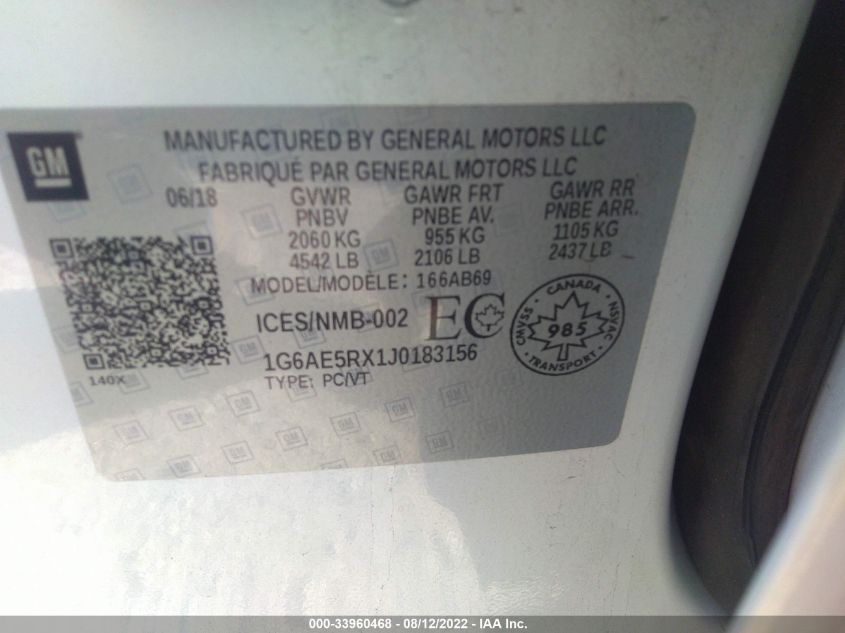 GM
MANUFACTURED BY GENERAL MOTORS LLC
FABRIQUÉ PAR GENERAL MOTORS LLC
06/18 GVWR GAWR FRT GAWR RR
PNBV PNBE AV. PNBE ARR.
2060 KG 955 KG 1105 KG
4542 LB 2106 LB 2437 LB
MODEL/MODÈLE: 166AB69
ICES/NMB-002 EC
CANADA
CMVSS 985 NSVAC
TRANSPORT
1G6AE5RX1J0183156
140X TYPE: PC/VT
000-33960468 - 08/12/2022 - IAA Inc.